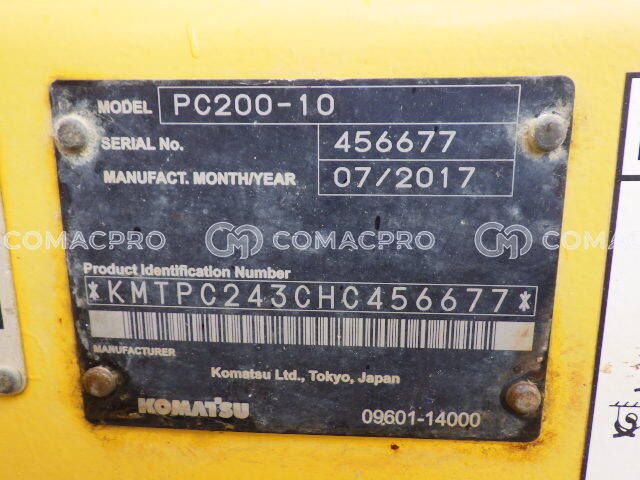 MODEL PC200-10
SERIAL No. 456677
MANUFACT. MONTH/YEAR 07/2017
COMACPRO COMACPRO COMACPRO
Product Identification Number
*KMTPC243CHC456677*
MANUFACTURER
Komatsu Ltd., Tokyo, Japan
KOMATSU 09601-14000